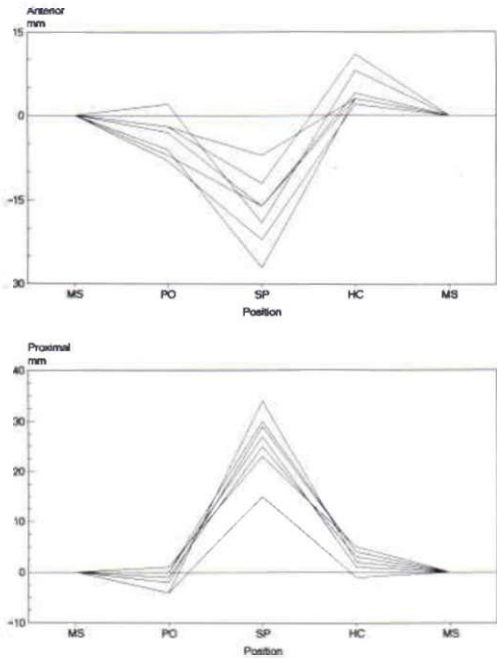 Anterior
mm
15
0
-15
30
MS PO SP HC MS
Position
Proximal
mm
40
30
20
10
0
-10
MS PO SP HC MS
Position